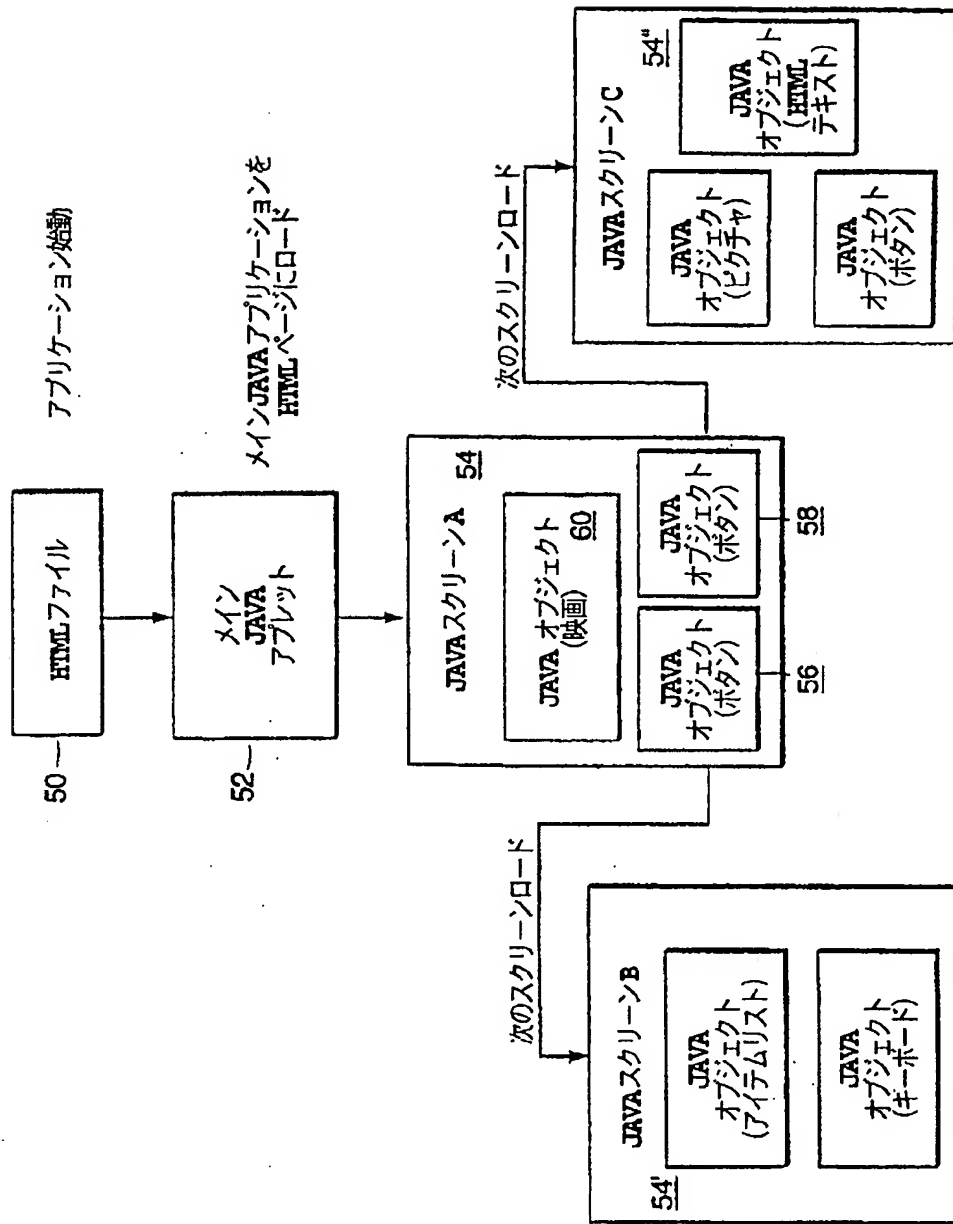 アプリケーション始動
HTMLファイル
50
メインJAVAアプリケーションを
HTMLページにロード
メイン
JAVA
アプレット
52
JAVAスクリーンA
54
JAVA オブジェクト
(映画)
60
JAVA
オブジェクト
(ボタン)
56
JAVA
オブジェクト
(ボタン)
58
次のスクリーンロード
JAVAスクリーンB
54'
JAVA
オブジェクト
(アイテムリスト)
JAVA
オブジェクト
(キーボード)
次のスクリーンロード
JAVAスクリーンC
54"
JAVA
オブジェクト
(ピクチャ)
JAVA
オブジェクト
(HTML
テキスト)
JAVA
オブジェクト
(ボタン)